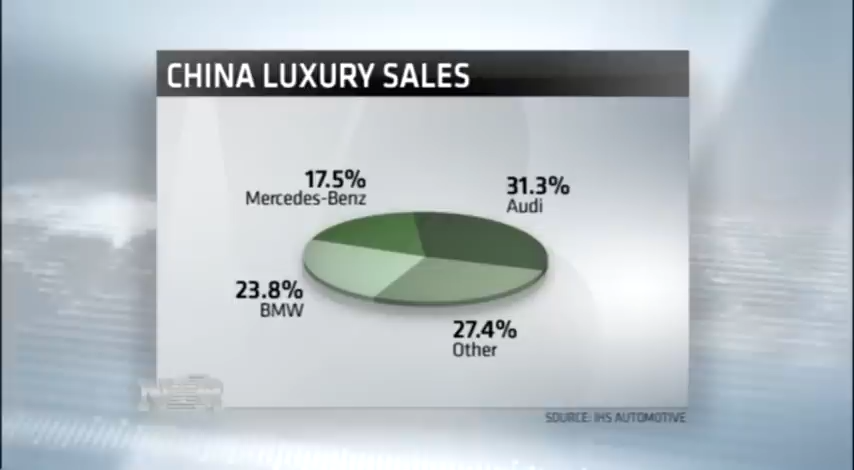 CHINA LUXURY SALES
17.5%
Mercedes-Benz
31.3%
Audi
23.8%
BMW
27.4%
Other
SOURCE: IHS AUTOMOTIVE